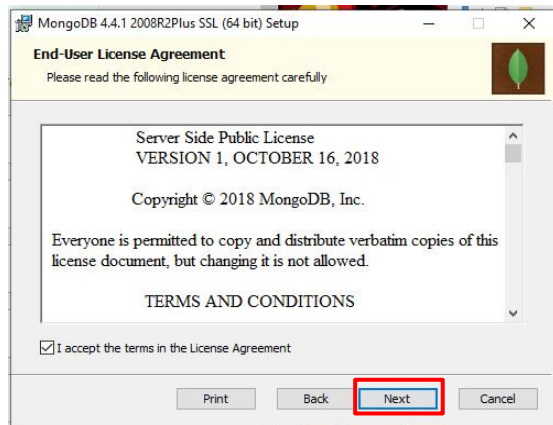 MongoDB 4.4.1 2008R2Plus SSL (64 bit) Setup
End-User License Agreement
Please read the following license agreement carefully
Server Side Public License
VERSION 1, OCTOBER 16, 2018
Copyright © 2018 MongoDB, Inc.
Everyone is permitted to copy and distribute verbatim copies of this
license document, but changing it is not allowed.
TERMS AND CONDITIONS
I accept the terms in the License Agreement
Print Back Next Cancel